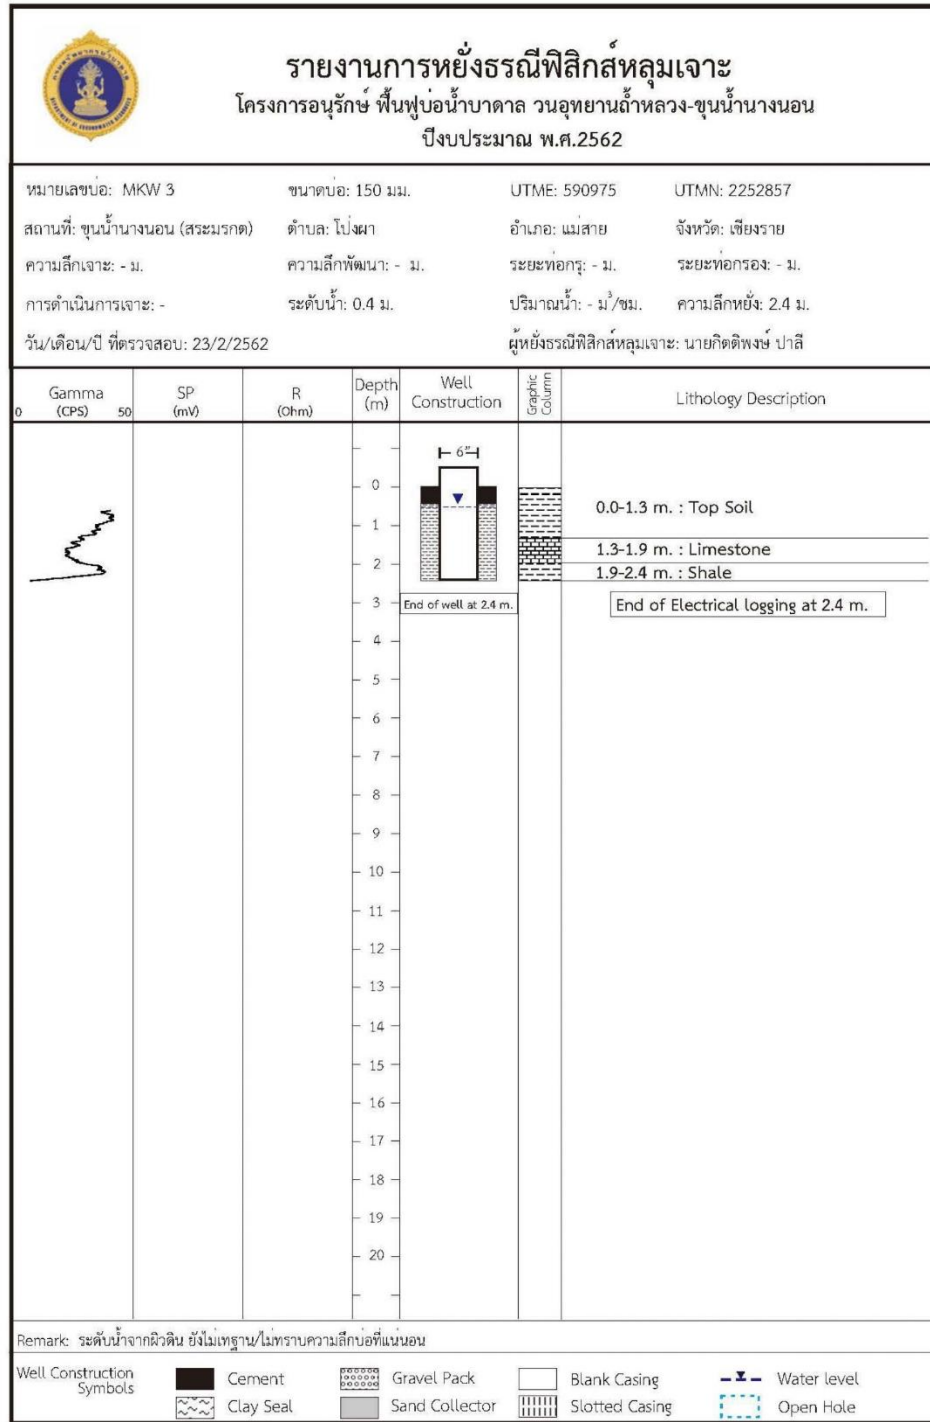 รายงานการหยั่งธรณีฟิสิกส์หลุมเจาะ
โครงการอนุรักษ์ ฟื้นฟูบ่อน้ำบาดาล วนอุทยานถ้ำหลวง-ขุนน้ำนางนอน
ปีงบประมาณ พ.ศ.2562
หมายเลขบ่อ: MKW 3 ขนาดบ่อ: 150 มม. UTME: 590975 UTMN: 2252857
สถานที่: ขุนน้ำนางนอน (สระมรกต) ตำบล: โป่งผา อำเภอ: แม่สาย จังหวัด: เชียงราย
ความลึกเจาะ: - ม. ความลึกพัฒนา: - ม. ระยะท่อกรุ: - ม. ระยะท่อกรอง: - ม.
การดำเนินการเจาะ: - ระดับน้ำ: 0.4 ม. ปริมาณน้ำ: - ม³/ชม. ความลึกหยั่ง: 2.4 ม.
วัน/เดือน/ปี ที่ตรวจสอบ: 23/2/2562 ผู้หยั่งธรณีฟิสิกส์หลุมเจาะ: นายกิตติพงษ์ ปาลี
Gamma SP R Depth Well Graphic Lithology Description
0 (CPS) 50 (mV) (Ohm) (m) Construction Column
6"
0
0.0-1.3 m. : Top Soil
1
1.3-1.9 m. : Limestone
2
1.9-2.4 m. : Shale
3 End of well at 2.4 m. End of Electrical logging at 2.4 m.
4
5
6
7
8
9
10
11
12
13
14
15
16
17
18
19
20
Remark: ระดับน้ำจากผิวดิน ยังไม่เทฐาน/ไม่ทราบความลึกบ่อที่แน่นอน
Well Construction Symbols Cement Gravel Pack Blank Casing Water level
Clay Seal Sand Collector Slotted Casing Open Hole